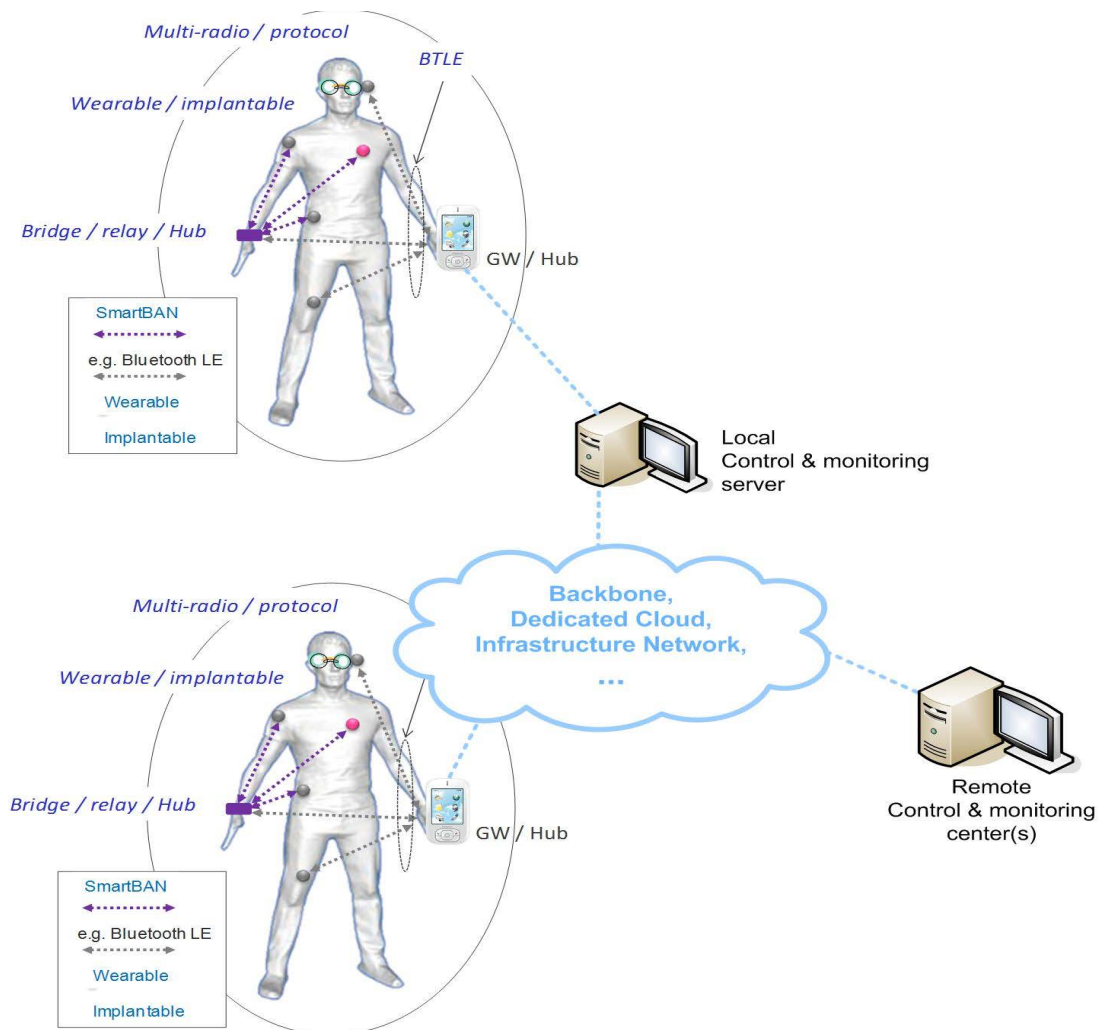 Multi-radio / protocol
BTLE
Wearable / implantable
Bridge / relay / Hub
GW / Hub
SmartBAN
e.g. Bluetooth LE
Wearable
Implantable
Local
Control & monitoring
server
Backbone,
Dedicated Cloud,
Infrastructure Network,
...
Multi-radio / protocol
Wearable / implantable
Bridge / relay / Hub
GW / Hub
SmartBAN
e.g. Bluetooth LE
Wearable
Implantable
Remote
Control & monitoring
center(s)